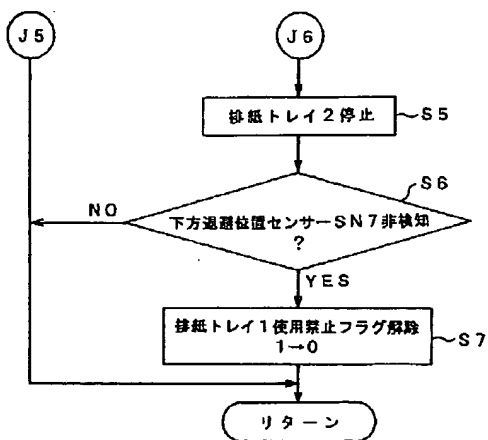 J5
J6
排紙トレイ2停止
S5
S6
下方退避位置センサーSN7非検知
?
NO
YES
排紙トレイ1使用禁止フラグ解除
1→0
S7
リターン